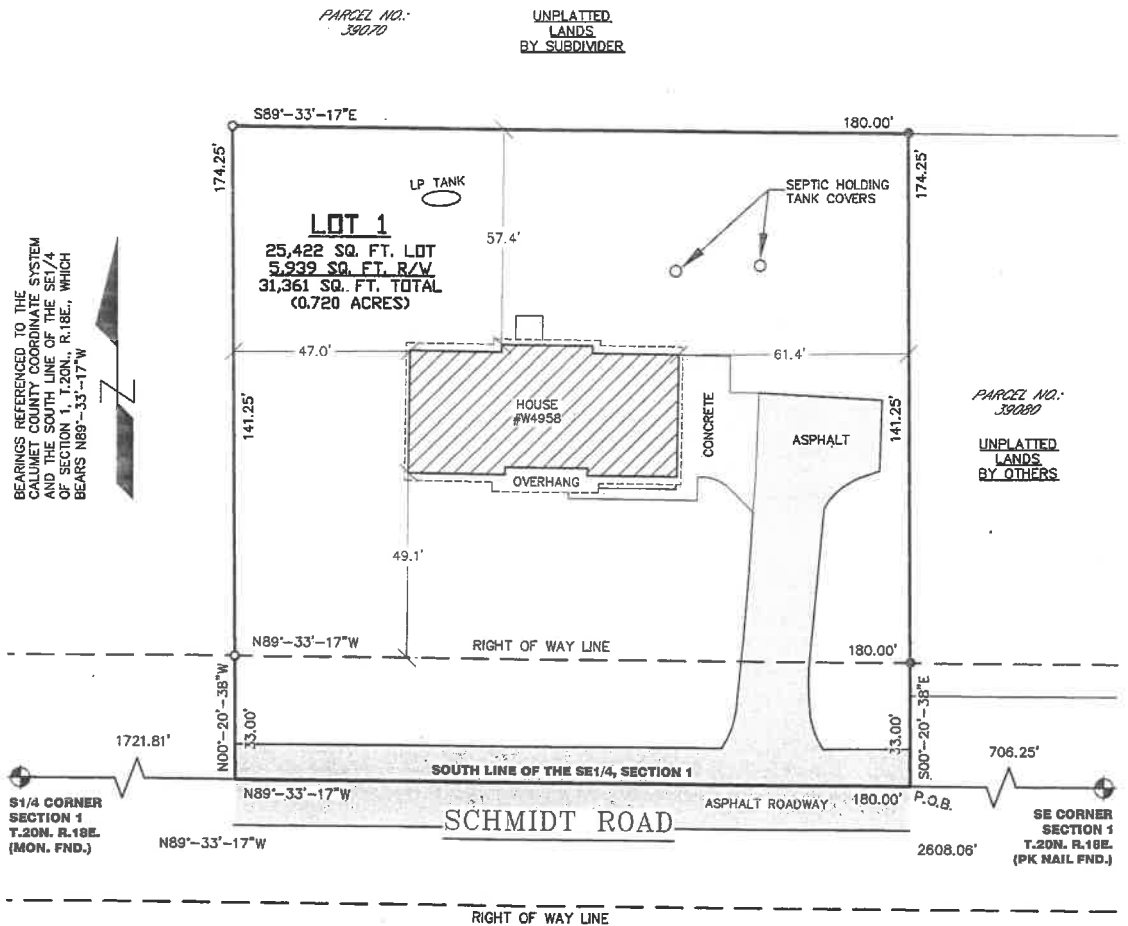 PARCEL NO.:
39070
UNPLATTED
LANDS
BY SUBDIVIDER
S89°-33'-17"E
180.00'
174.25'
174.25'
LP TANK
SEPTIC HOLDING
TANK COVERS
LOT 1
25,422 SQ. FT. LOT
5,939 SQ. FT. R/W
31,361 SQ. FT. TOTAL
(0.720 ACRES)
57.4'
BEARINGS REFERENCED TO THE
CALUMET COUNTY COORDINATE SYSTEM
AND THE SOUTH LINE OF THE SE1/4
OF SECTION 1, T.20N., R.18E., WHICH
BEARS N89°-33'-17"W
47.0'
61.4'
141.25'
HOUSE
#W4958
CONCRETE
ASPHALT
141.25'
PARCEL NO.:
39080
UNPLATTED
LANDS
BY OTHERS
OVERHANG
49.1'
N89°-33'-17"W
RIGHT OF WAY LINE
180.00'
N00°-20'-38"W
33.00'
33.00'
S00°-20'-38"E
1721.81'
706.25'
SOUTH LINE OF THE SE1/4, SECTION 1
N89°-33'-17"W
ASPHALT ROADWAY
180.00'
P.O.B.
S1/4 CORNER
SECTION 1
T.20N. R.18E.
(MON. FND.)
SCHMIDT ROAD
SE CORNER
SECTION 1
T.20N. R.18E.
(PK NAIL FND.)
N89°-33'-17"W
2608.06'
RIGHT OF WAY LINE